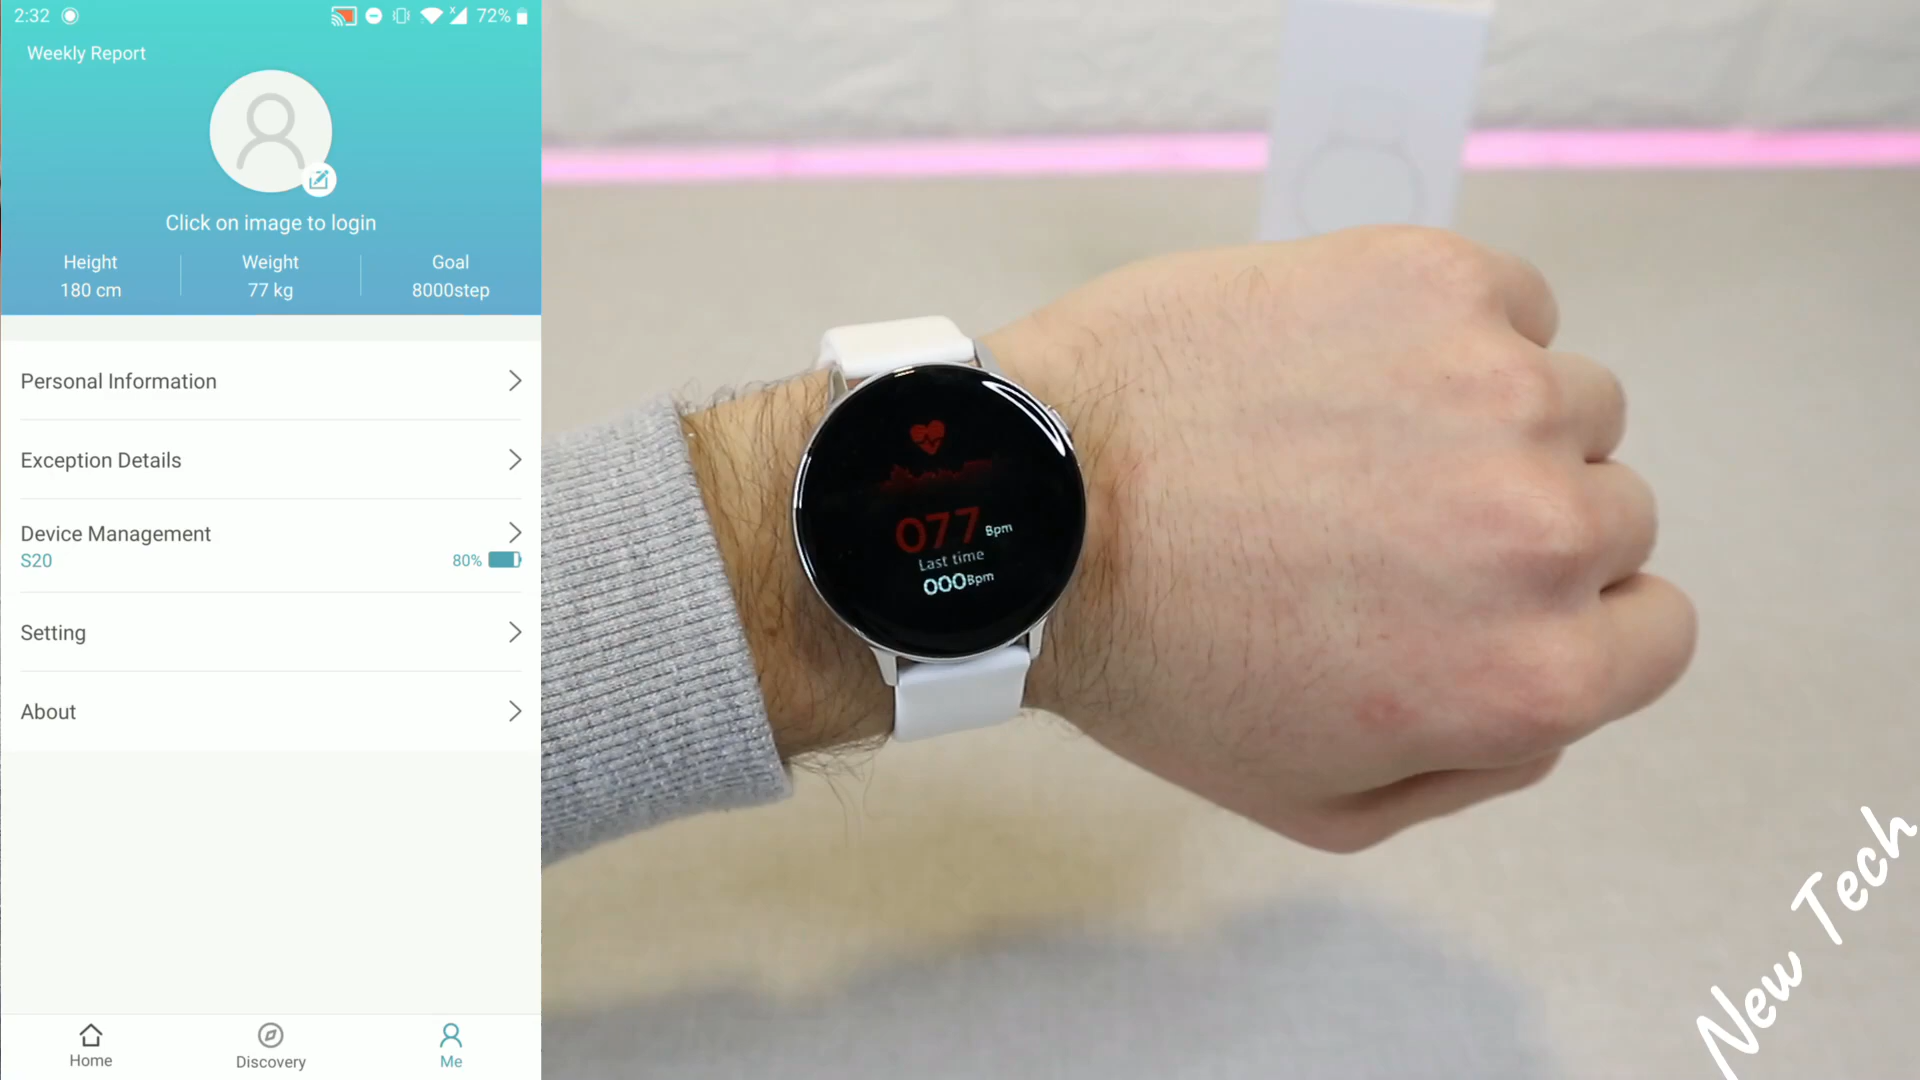 2:32
72%
Weekly Report
Click on image to login
Height
180 cm
Weight
77 kg
Goal
8000step
Personal Information
Exception Details
Device Management
S20
80%
Setting
About
Home
Discovery
Me
077 Bpm
Last time
000Bpm
New Tech